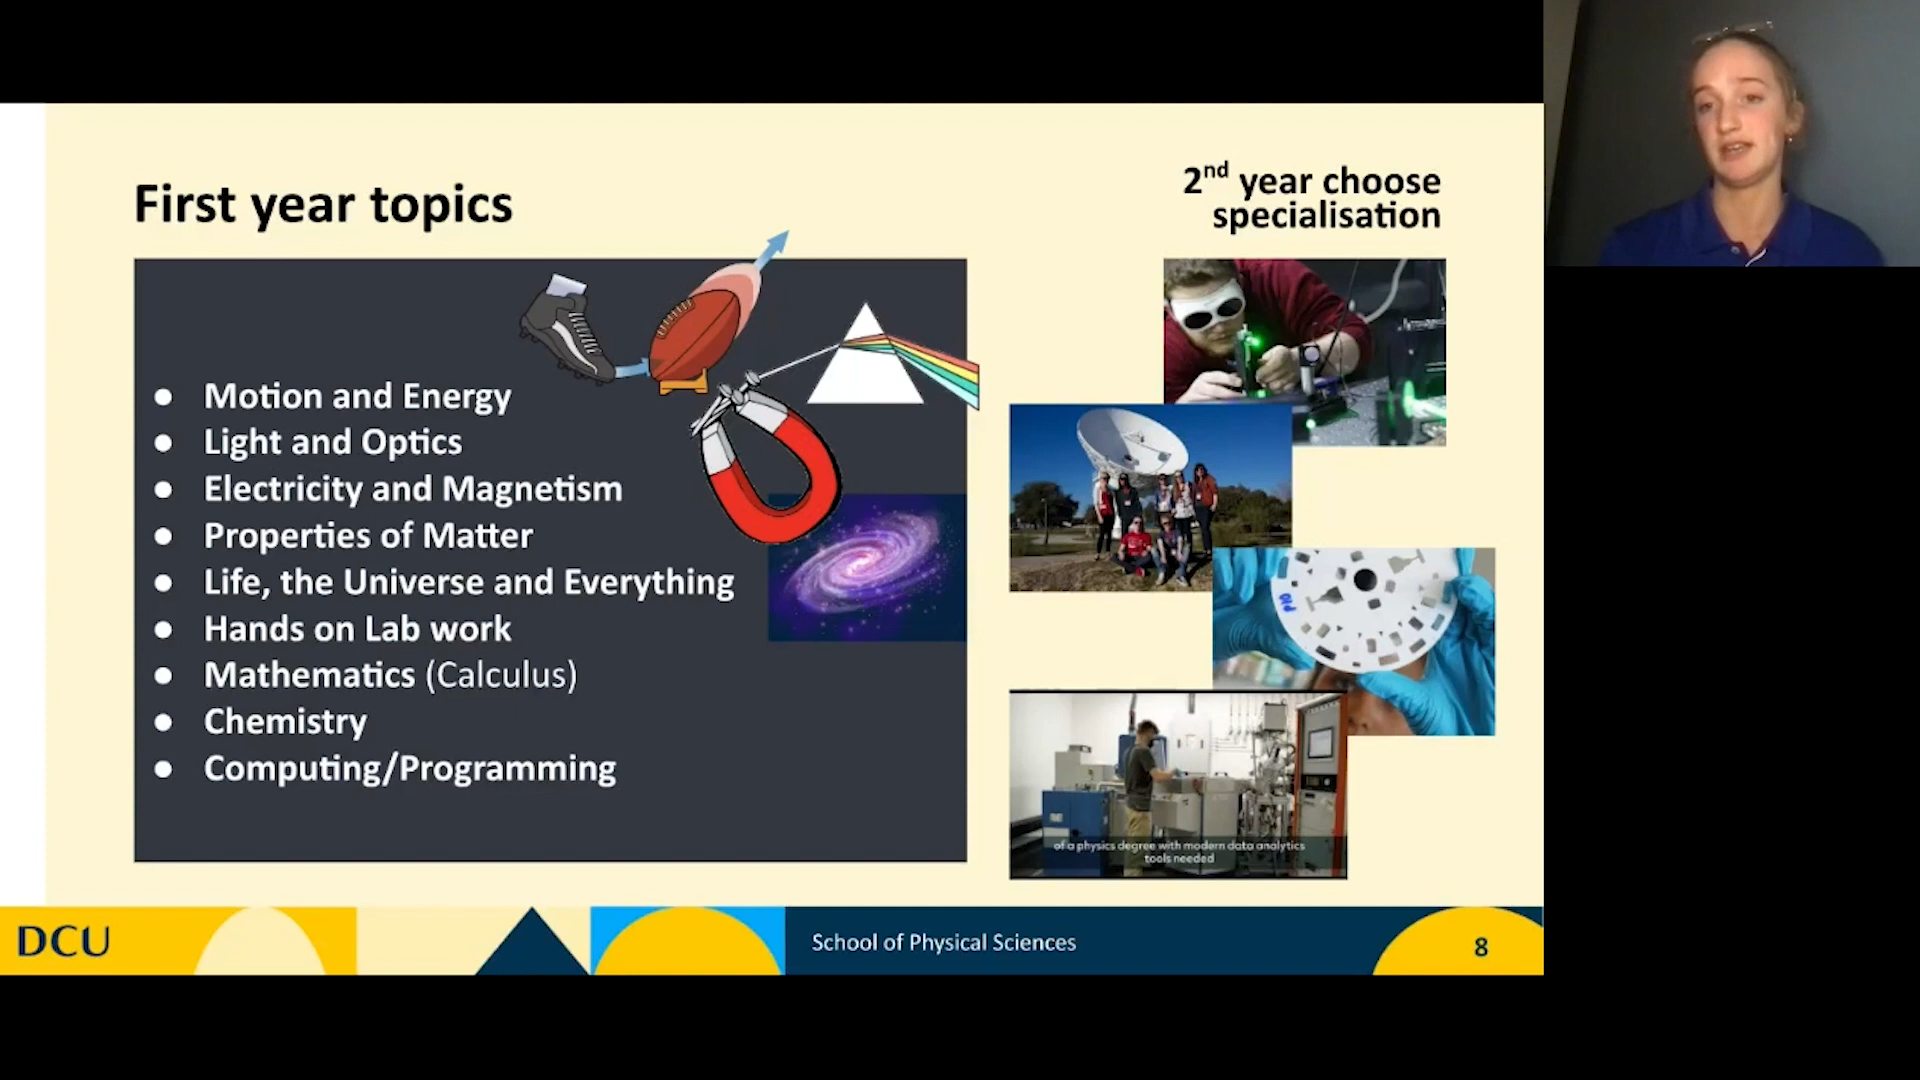 First year topics
2nd year choose
specialisation
● Motion and Energy
● Light and Optics
● Electricity and Magnetism
● Properties of Matter
● Life, the Universe and Everything
● Hands on Lab work
● Mathematics (Calculus)
● Chemistry
● Computing/Programming
of a physics degree with modern data analytics
tools needed
DCU
School of Physical Sciences
8